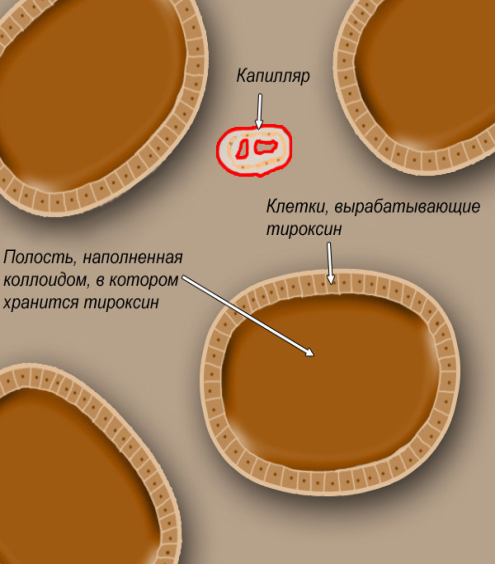 Капилляр
Клетки, вырабатывающие
тироксин
Полость, наполненная
коллоидом, в котором
хранится тироксин